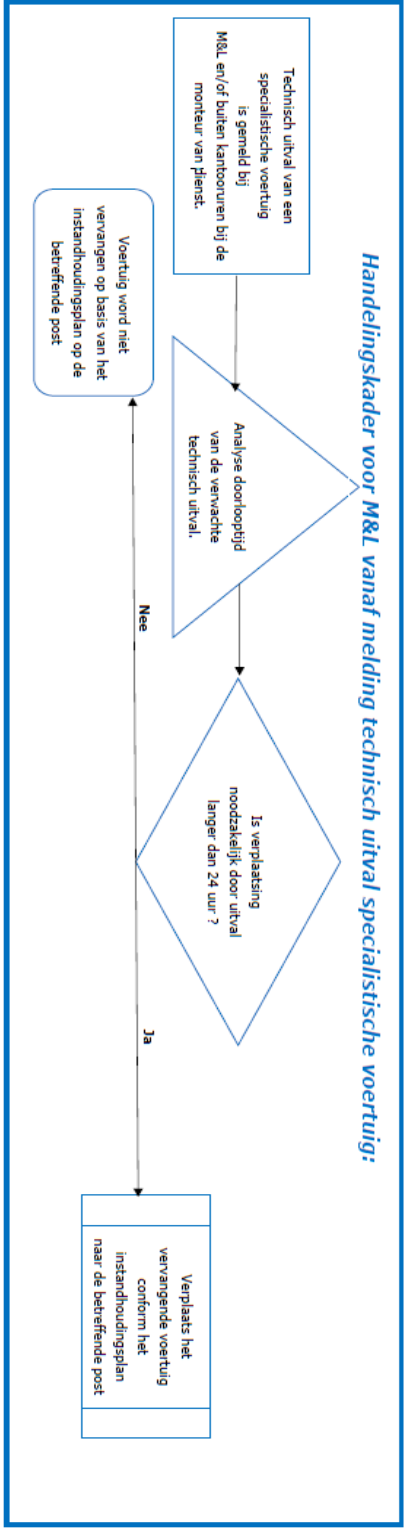 Handelingskader voor M&L vanaf melding technisch uitval specialistische voertuig:
Technisch uitval van een
specialistische voertuig
is gemeld bij
M&L en/of buiten kantooruren bij de
monteur van dienst.
Analyse doorlooptijd
van de verwachte
technisch uitval.
Is verplaatsing
noodzakelijk door uitval
langer dan 24 uur ?
Nee
Ja
Voertuig word niet
vervangen op basis van het
instandhoudingsplan op de
betreffende post
Verplaats het
vervangende voertuig
conform het
instandhoudingsplan
naar de betreffende post